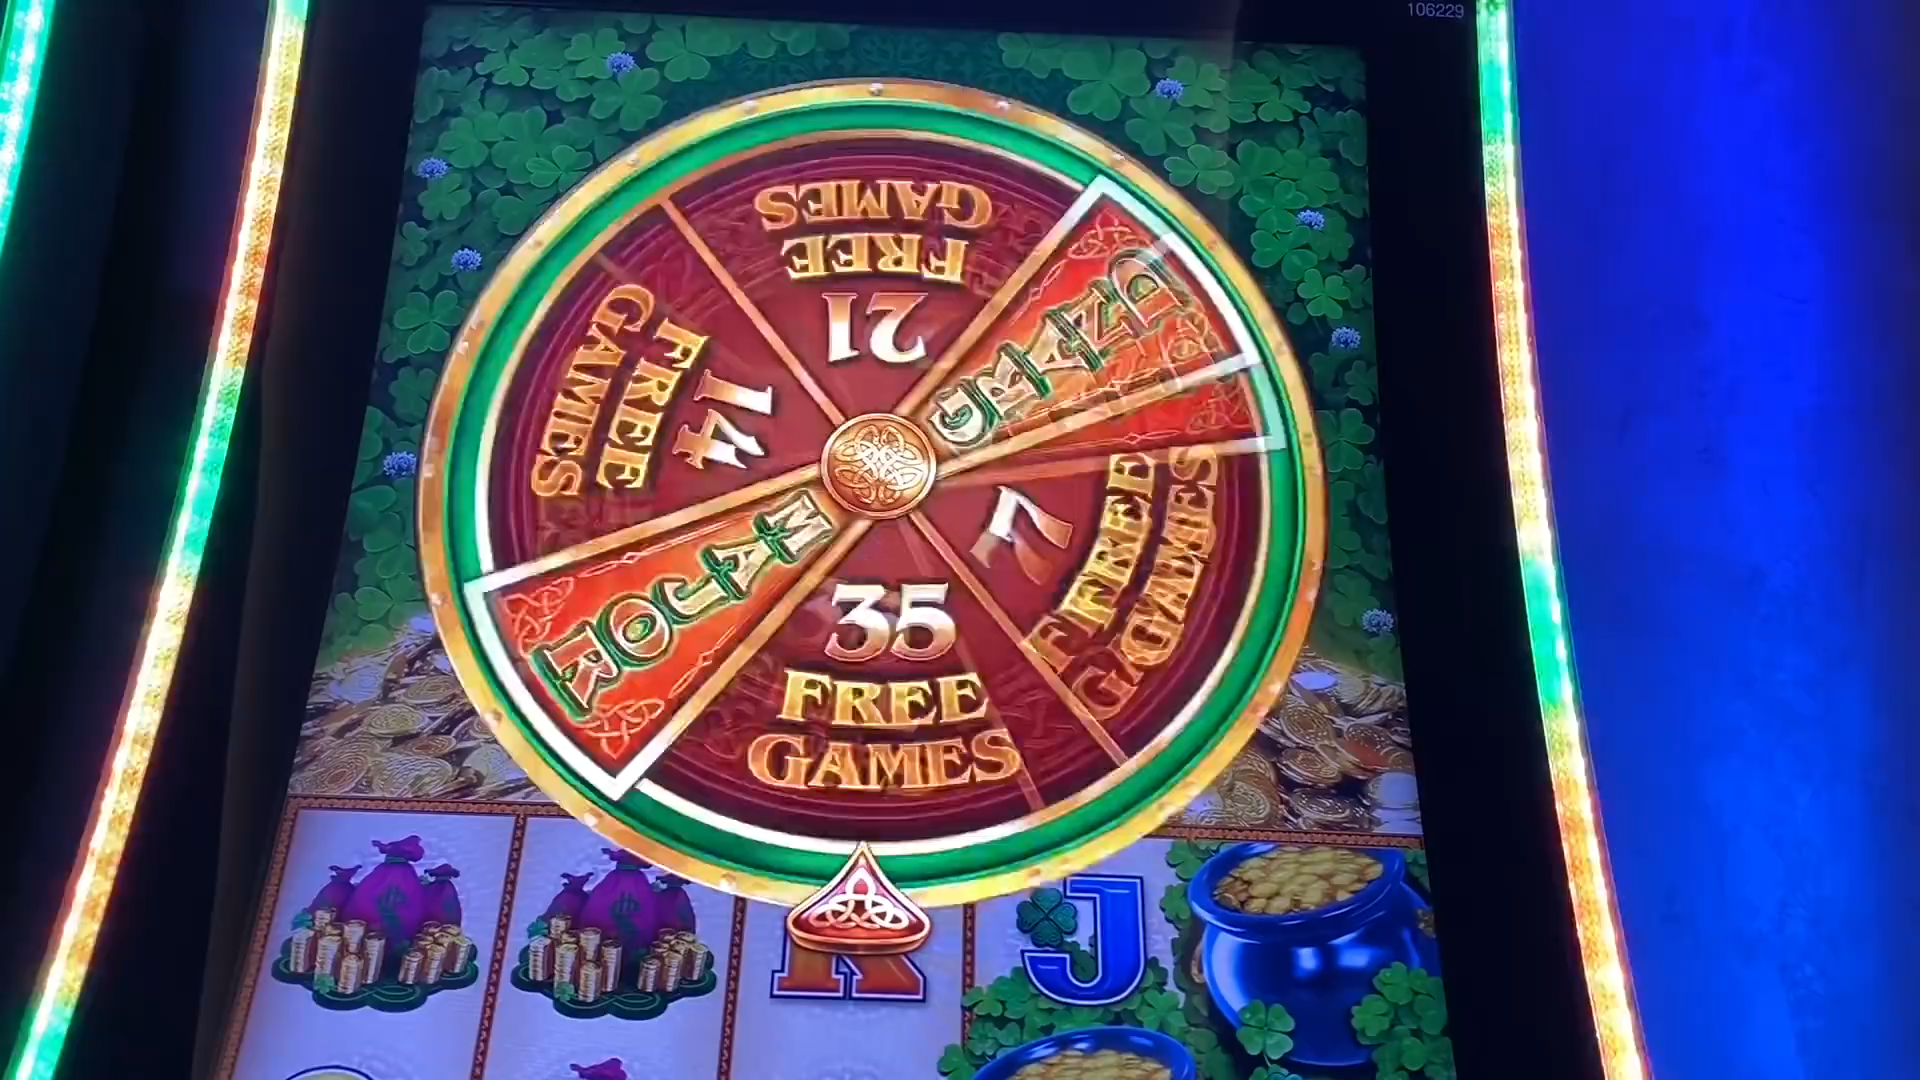 106229
GAMES
FREE
21
GRAND
14
FREE
GAMES
7
FREE
GAMES
MAJOR
35
FREE
GAMES
K
J